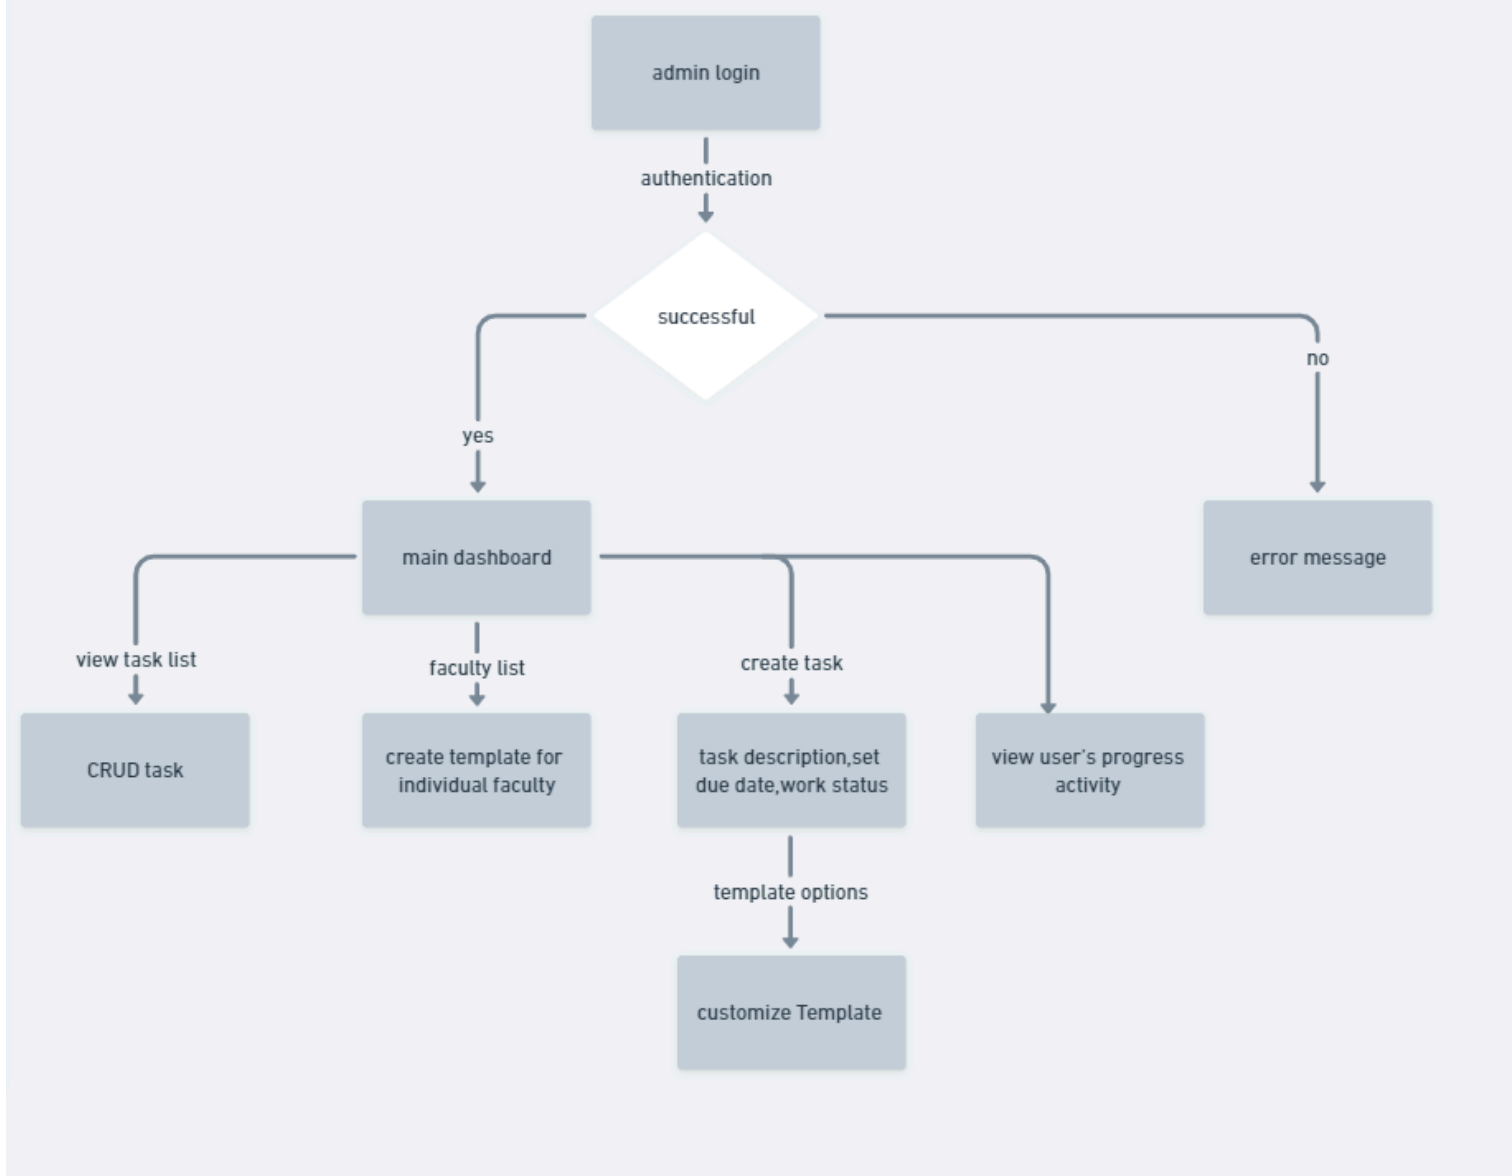 admin login
authentication
successful
no
yes
main dashboard
error message
view task list
faculty list
create task
CRUD task
create template for
individual faculty
task description,set
due date,work status
view user's progress
activity
template options
customize Template